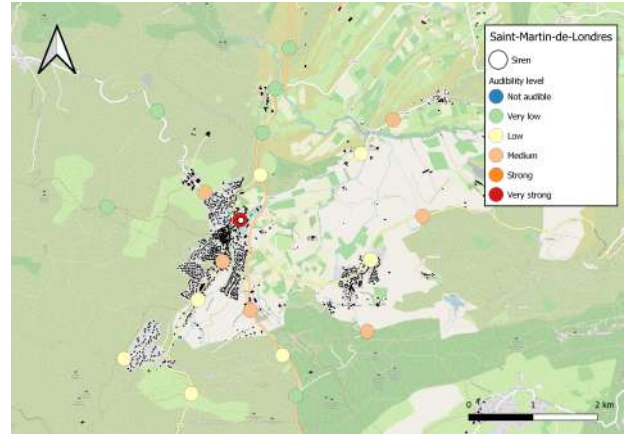 Saint-Martin-de-Londres
Siren
Audibility level
Not audible
Very low
Low
Medium
Strong
Very strong
0 1 2 km